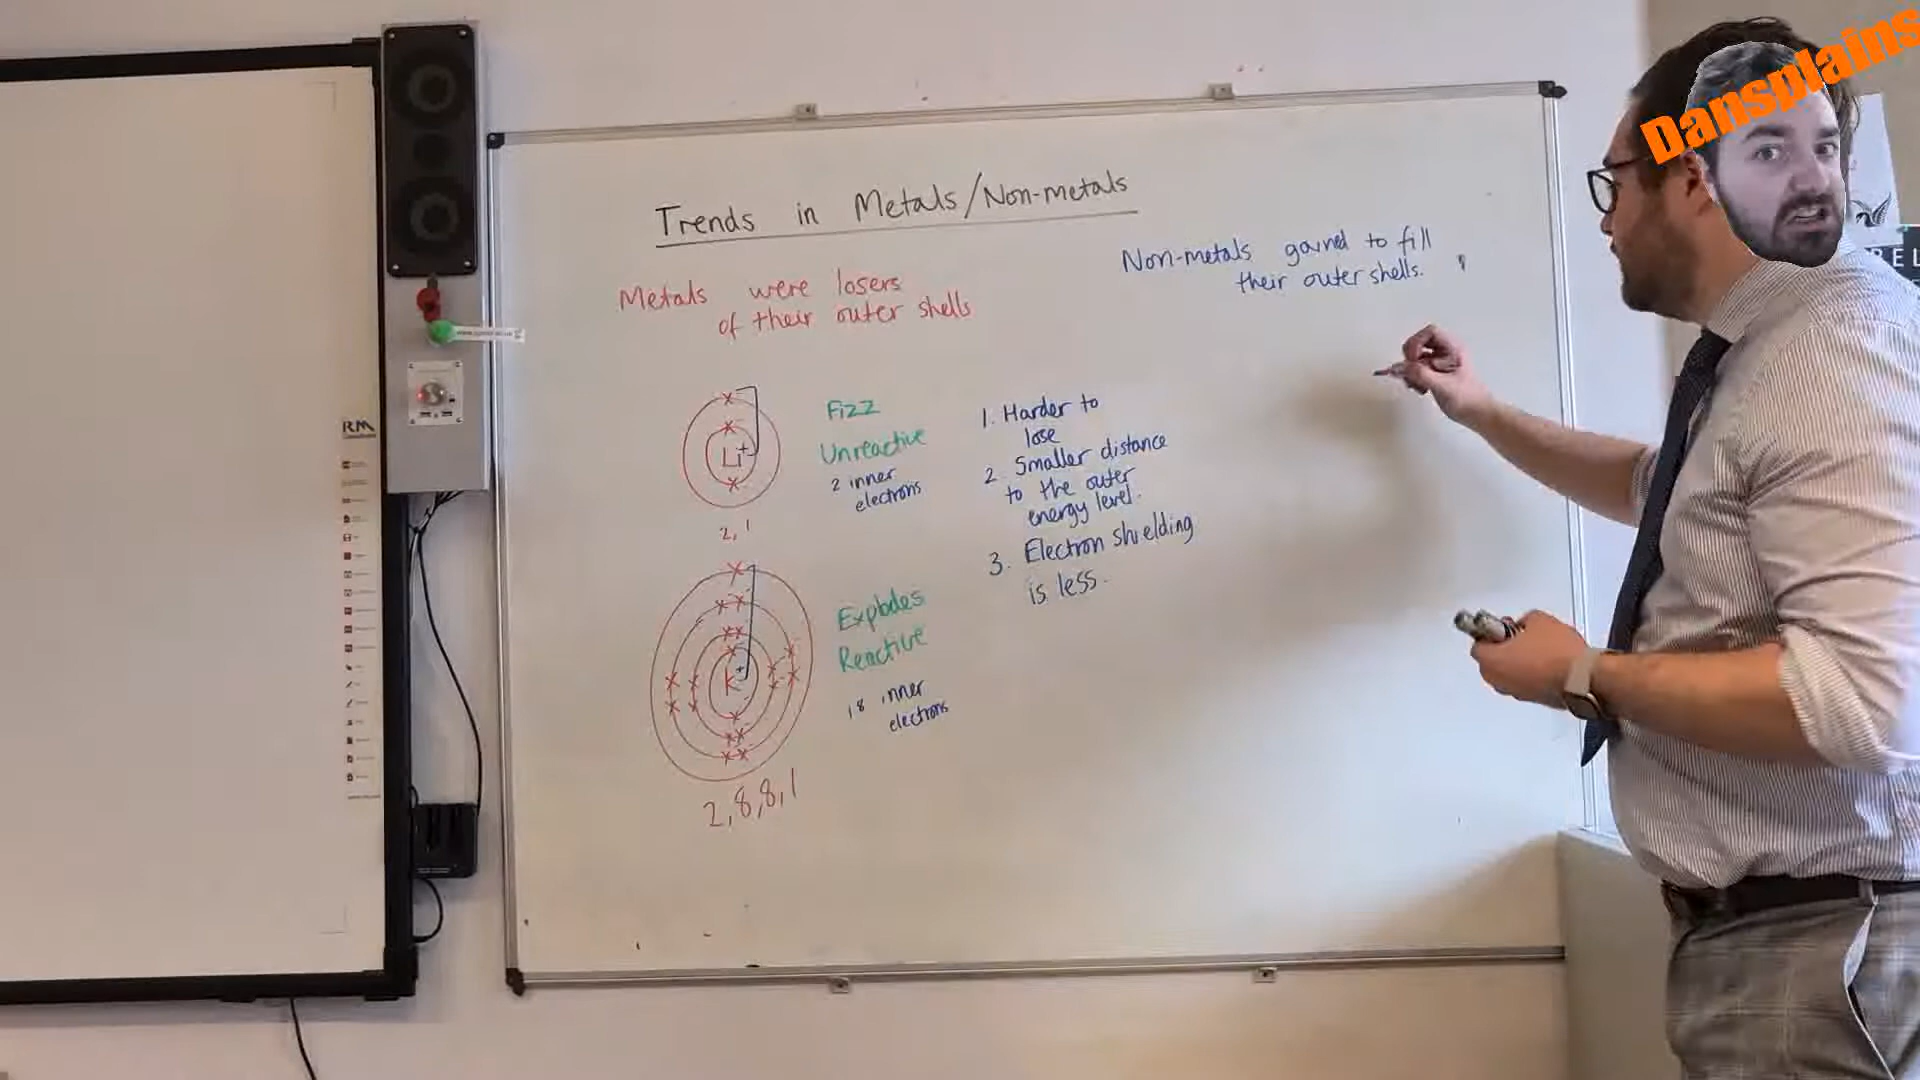 Dansplains
Trends in Metals/Non-metals
Metals were losers
of their outer shells
Non-metals gained to fill
their outer shells.
Li
+
2,1
Fizz
Unreactive
2 inner
electrons
1. Harder to
lose
2. Smaller distance
to the outer
energy level.
3. Electron shielding
is less.
K
+
2,8,8,1
Explodes
Reactive
18 inner
electrons
RM
REL